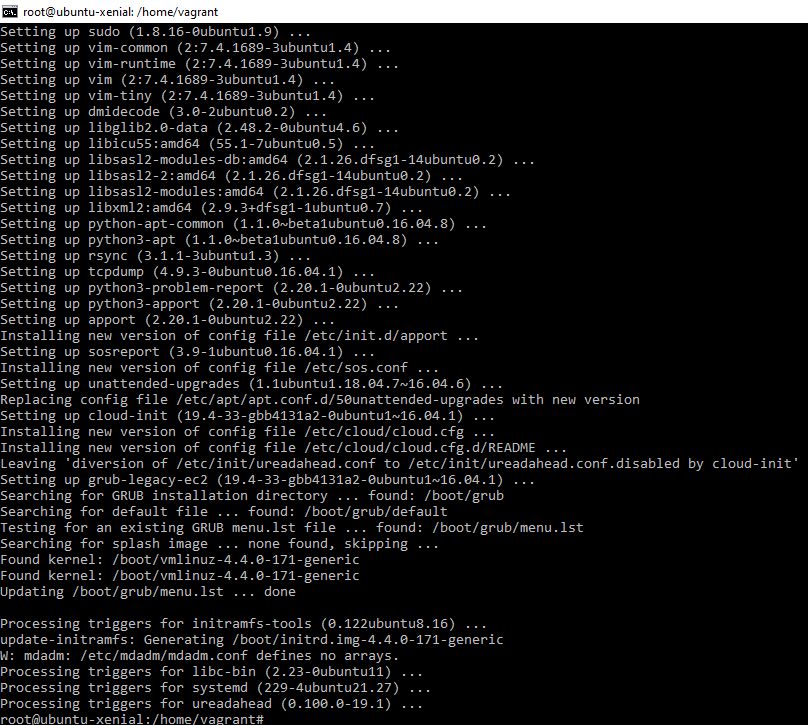 root@ubuntu-xenial: /home/vagrant
Setting up sudo (1.8.16-0ubuntu1.9) ...
Setting up vim-common (2:7.4.1689-3ubuntu1.4) ...
Setting up vim-runtime (2:7.4.1689-3ubuntu1.4) ...
Setting up vim (2:7.4.1689-3ubuntu1.4) ...
Setting up vim-tiny (2:7.4.1689-3ubuntu1.4) ...
Setting up dmidecode (3.0-2ubuntu0.2) ...
Setting up libglib2.0-data (2.48.2-0ubuntu4.6) ...
Setting up libicu55:amd64 (55.1-7ubuntu0.5) ...
Setting up libsasl2-modules-db:amd64 (2.1.26.dfsg1-14ubuntu0.2) ...
Setting up libsasl2-2:amd64 (2.1.26.dfsg1-14ubuntu0.2) ...
Setting up libsasl2-modules:amd64 (2.1.26.dfsg1-14ubuntu0.2) ...
Setting up libxml2:amd64 (2.9.3+dfsg1-1ubuntu0.7) ...
Setting up python-apt-common (1.1.0~beta1ubuntu0.16.04.8) ...
Setting up python3-apt (1.1.0~beta1ubuntu0.16.04.8) ...
Setting up rsync (3.1.1-3ubuntu1.3) ...
Setting up tcpdump (4.9.3-0ubuntu0.16.04.1) ...
Setting up python3-problem-report (2.20.1-0ubuntu2.22) ...
Setting up python3-apport (2.20.1-0ubuntu2.22) ...
Setting up apport (2.20.1-0ubuntu2.22) ...
Installing new version of config file /etc/init.d/apport ...
Setting up sosreport (3.9-1ubuntu0.16.04.1) ...
Installing new version of config file /etc/sos.conf ...
Setting up unattended-upgrades (1.1ubuntu1.18.04.7~16.04.6) ...
Replacing config file /etc/apt/apt.conf.d/50unattended-upgrades with new version
Setting up cloud-init (19.4-33-gbb4131a2-0ubuntu1~16.04.1) ...
Installing new version of config file /etc/cloud/cloud.cfg ...
Installing new version of config file /etc/cloud/cloud.cfg.d/README ...
Leaving 'diversion of /etc/init/ureadahead.conf to /etc/init/ureadahead.conf.disabled by cloud-init'
Setting up grub-legacy-ec2 (19.4-33-gbb4131a2-0ubuntu1~16.04.1) ...
Searching for GRUB installation directory ... found: /boot/grub
Searching for default file ... found: /boot/grub/default
Testing for an existing GRUB menu.lst file ... found: /boot/grub/menu.lst
Searching for splash image ... none found, skipping ...
Found kernel: /boot/vmlinuz-4.4.0-171-generic
Found kernel: /boot/vmlinuz-4.4.0-171-generic
Updating /boot/grub/menu.lst ... done
Processing triggers for initramfs-tools (0.122ubuntu8.16) ...
update-initramfs: Generating /boot/initrd.img-4.4.0-171-generic
W: mdadm: /etc/mdadm/mdadm.conf defines no arrays.
Processing triggers for libc-bin (2.23-0ubuntu11) ...
Processing triggers for systemd (229-4ubuntu21.27) ...
Processing triggers for ureadahead (0.100.0-19.1) ...
root@ubuntu-xenial:/home/vagrant#